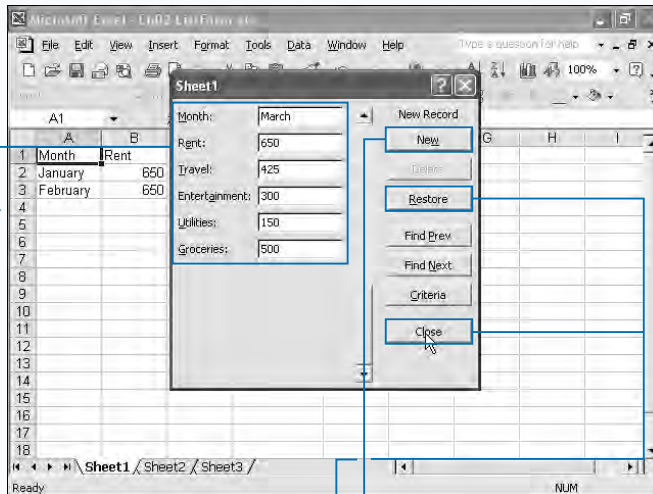 Microsoft Excel - Ch02 ListForm.xls
File Edit View Insert Format Tools Data Window Help Type a question for help
100%
A1
A B G H I
1 Month Rent
2 January 650
3 February 650
4
5
6
7
8
9
10
11
12
13
14
15
16
17
18
Sheet1
Month: March
Rent: 650
Travel: 425
Entertainment: 300
Utilities: 150
Groceries: 500
New Record
New
Delete
Restore
Find Prev
Find Next
Criteria
Close
Sheet1 Sheet2 Sheet3
Ready NUM